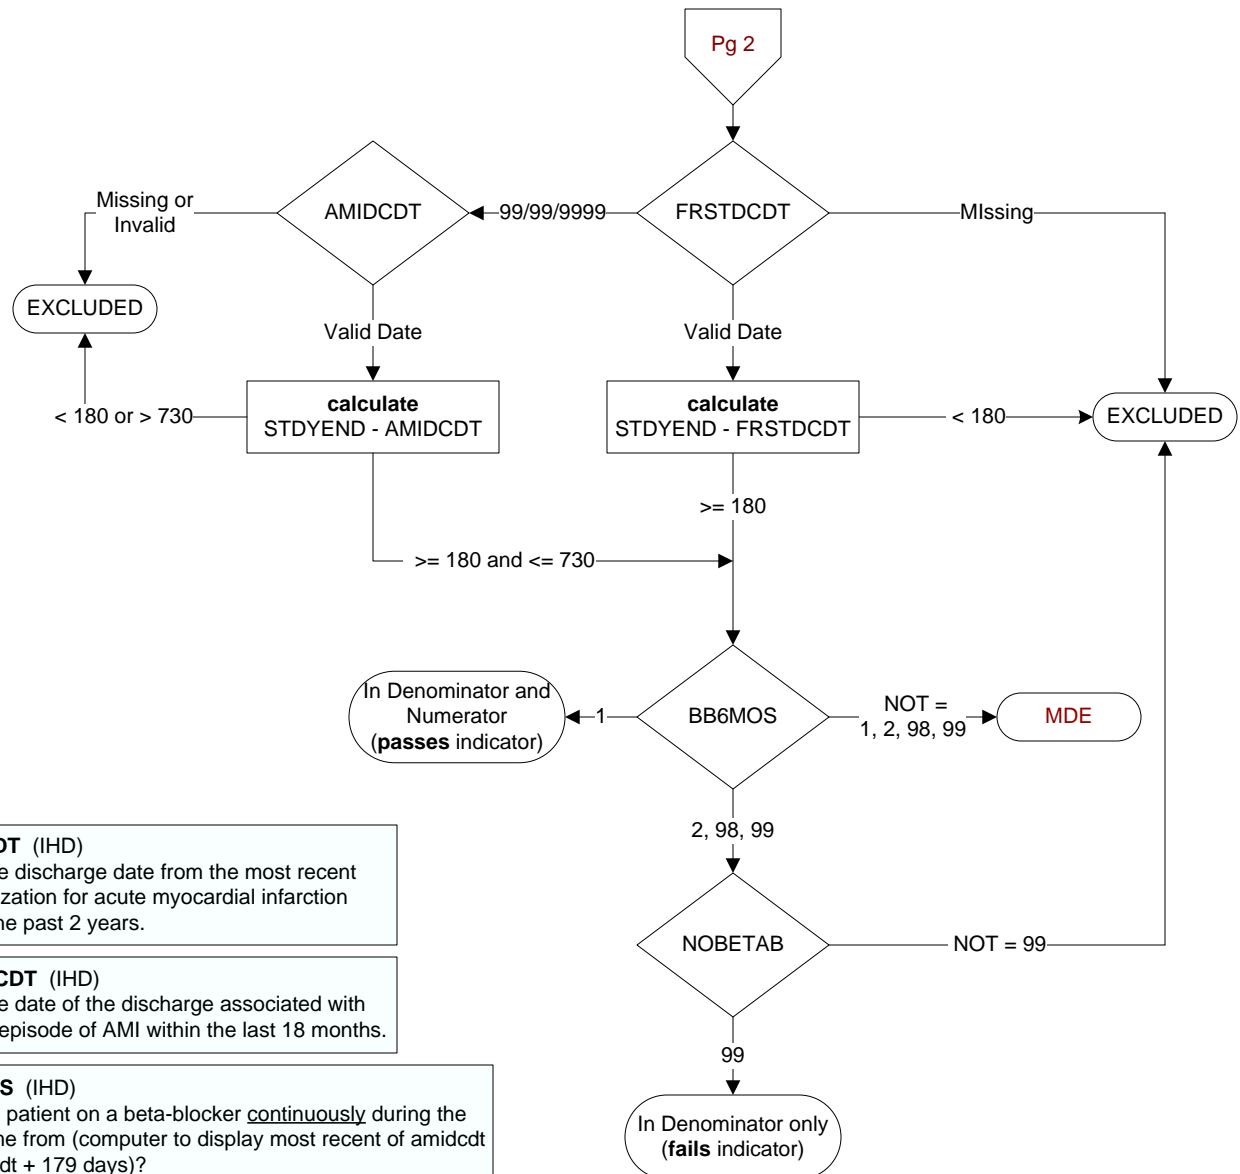 Pg 2
AMIDCDT
99/99/9999
FRSTDCDT
MIssing
Missing or
Invalid
EXCLUDED
Valid Date
Valid Date
< 180 or > 730
calculate
STDYEND - AMIDCDT
calculate
STDYEND - FRSTDCDT
< 180
EXCLUDED
>= 180
>= 180 and <= 730
In Denominator and
Numerator
(passes indicator)
1
BB6MOS
NOT =
1, 2, 98, 99
MDE
2, 98, 99
NOBETAB
NOT = 99
99
In Denominator only
(fails indicator)
(IHD)
discharge date from the most recent
for acute myocardial infarction
past 2 years.
(IHD)
date of the discharge associated with
episode of AMI within the last 18 months.
(IHD)
patient on a beta-blocker continuously during the
from (computer to display most recent of amidcdt
+ 179 days)?